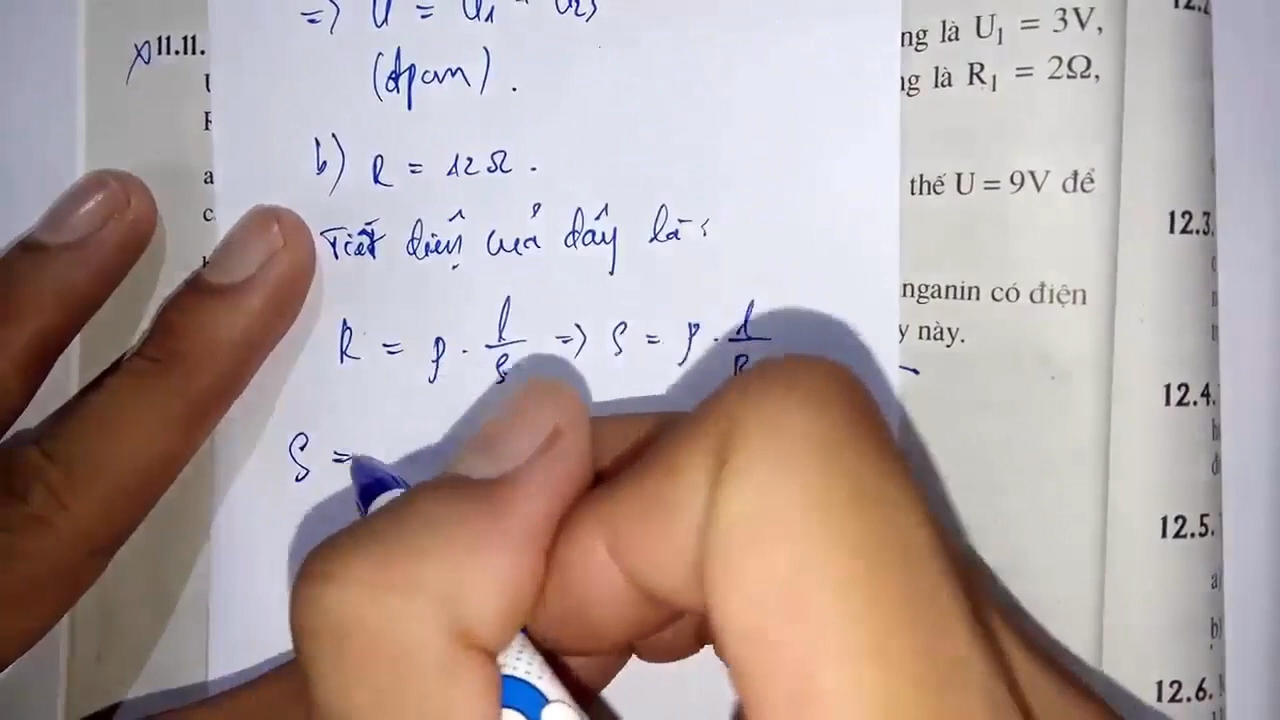 => U = U₁ + U₂,
(đpcm).
b) R = 12Ω.
Tiết diện của dây là:
R = ρ · l/S => S = ρ · l/R
S =
11.11.
a
c
ng là U₁ = 3V,
ng là R₁ = 2Ω,
thế U = 9V để
nganin có điện
y này.
12.3.
12.4.
12.5.
a
b)
12.6.